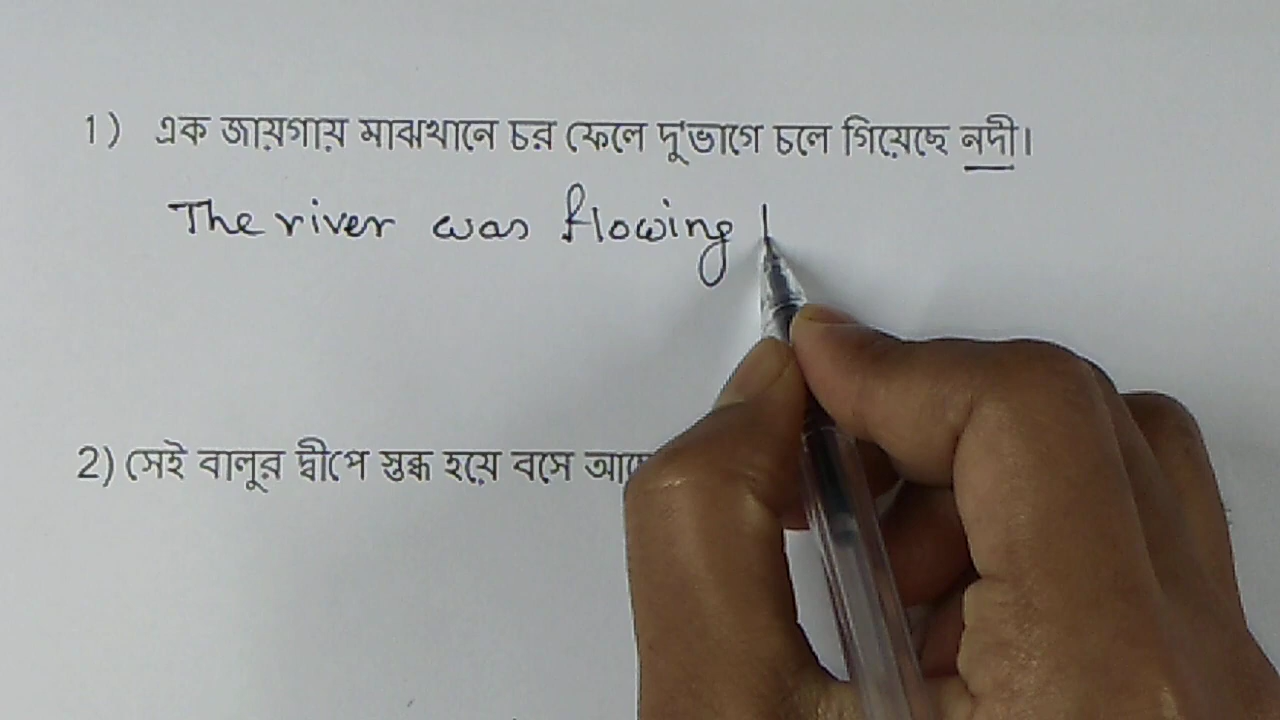 1) এক জায়গায় মাঝখানে চর ফেলে দু'ভাগে চলে গিয়েছে নদী।
The river was flowing
2) সেই বালুর দ্বীপে স্তব্ধ হয়ে বসে